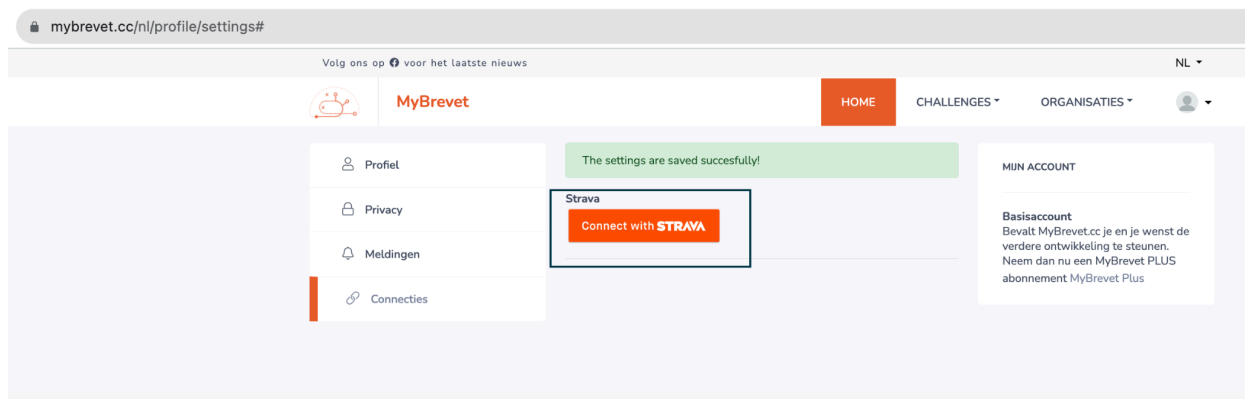 mybrevet.cc/nl/profile/settings#
Volg ons op voor het laatste nieuws
NL
MyBrevet
HOME
CHALLENGES
ORGANISATIES
Profiel
Privacy
Meldingen
Connecties
The settings are saved succesfully!
Strava
Connect with STRAVA
MIJN ACCOUNT
Basisaccount
Bevalt MyBrevet.cc je en je wenst de
verdere ontwikkeling te steunen.
Neem dan nu een MyBrevet PLUS
abonnement MyBrevet Plus